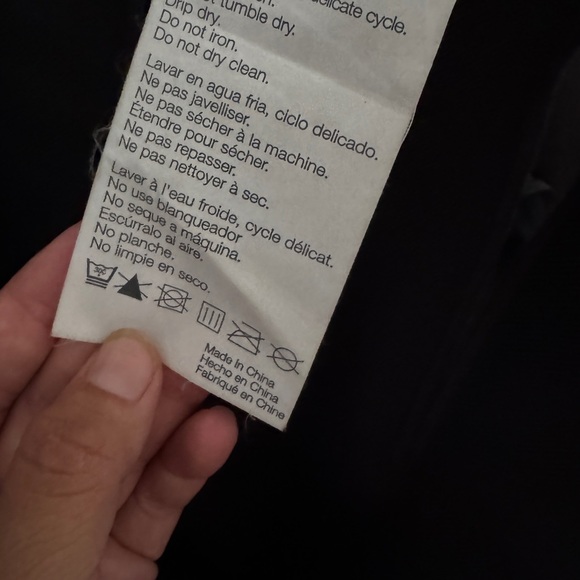 delicate cycle.
tumble dry.
Drip dry.
Do not iron.
Do not dry clean.
Lavar en agua fria, ciclo delicado.
Ne pas javelliser.
Ne pas sécher à la machine.
Étendre pour sécher.
Ne pas repasser.
Ne pas nettoyer à sec.
Laver à l'eau froide, cycle délicat.
No use blanqueador
No seque a máquina.
Escúrralo al aire.
No planche.
No limpie en seco.
Made in China
Hecho en China
Fabriqué en Chine